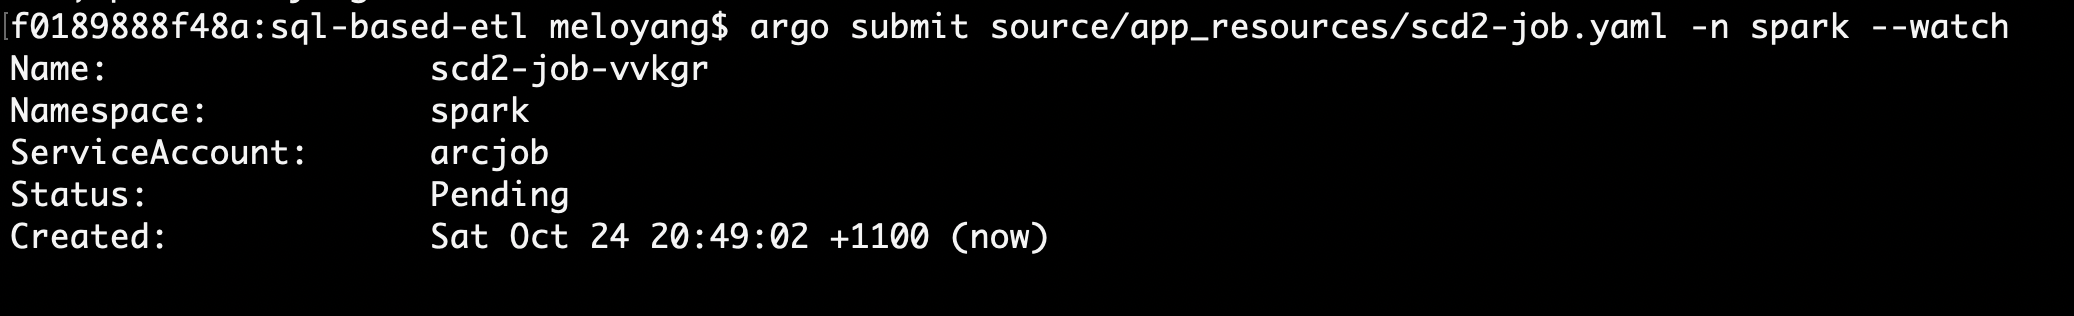 [f0189888f48a:sql-based-etl meloyang$ argo submit source/app_resources/scd2-job.yaml -n spark --watch
Name: scd2-job-vvkgr
Namespace: spark
ServiceAccount: arcjob
Status: Pending
Created: Sat Oct 24 20:49:02 +1100 (now)